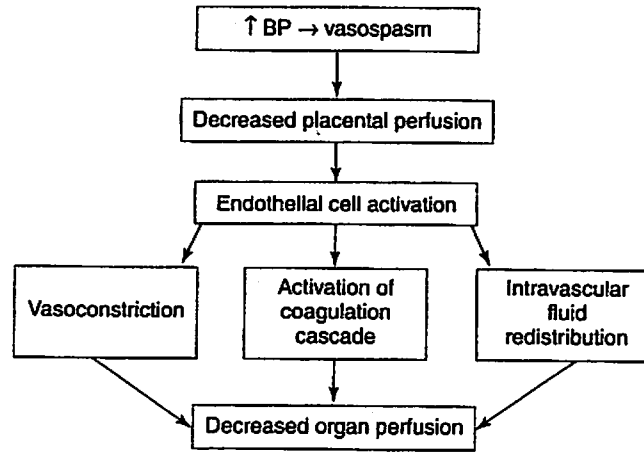 ↑ BP → vasospasm
Decreased placental perfusion
Endothelial cell activation
Vasoconstriction
Activation of
coagulation
cascade
Intravascular
fluid
redistribution
Decreased organ perfusion